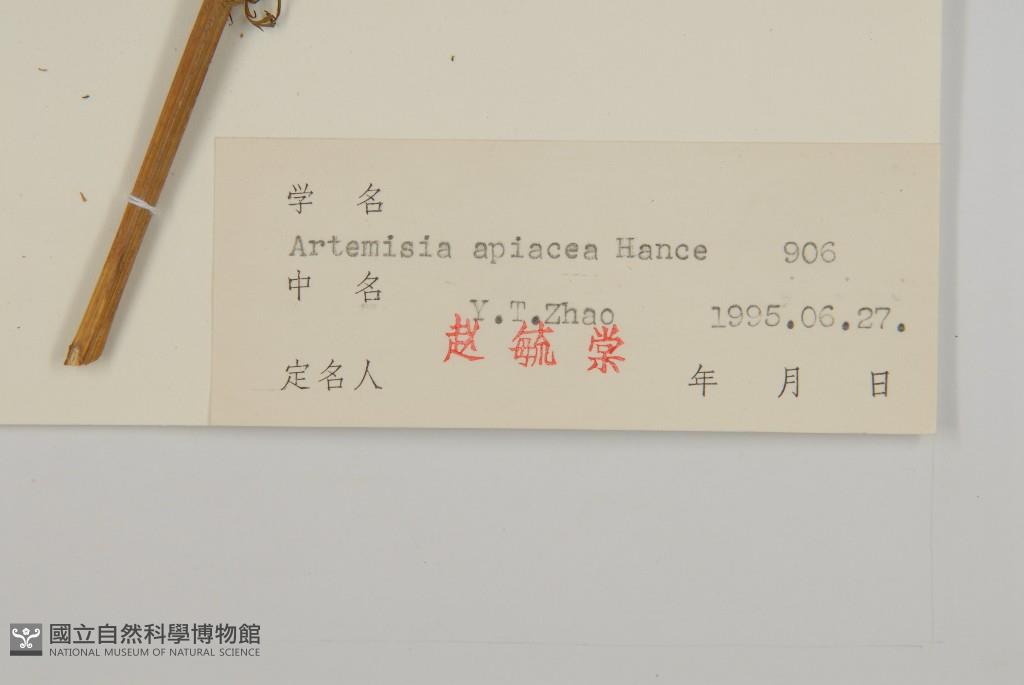 学 名
Artemisia apiacea Hance 906
中 名
Y.T.Zhao 1995.06.27.
赵 毓 棠
定名人 年 月 日
國立自然科學博物館
NATIONAL MUSEUM OF NATURAL SCIENCE